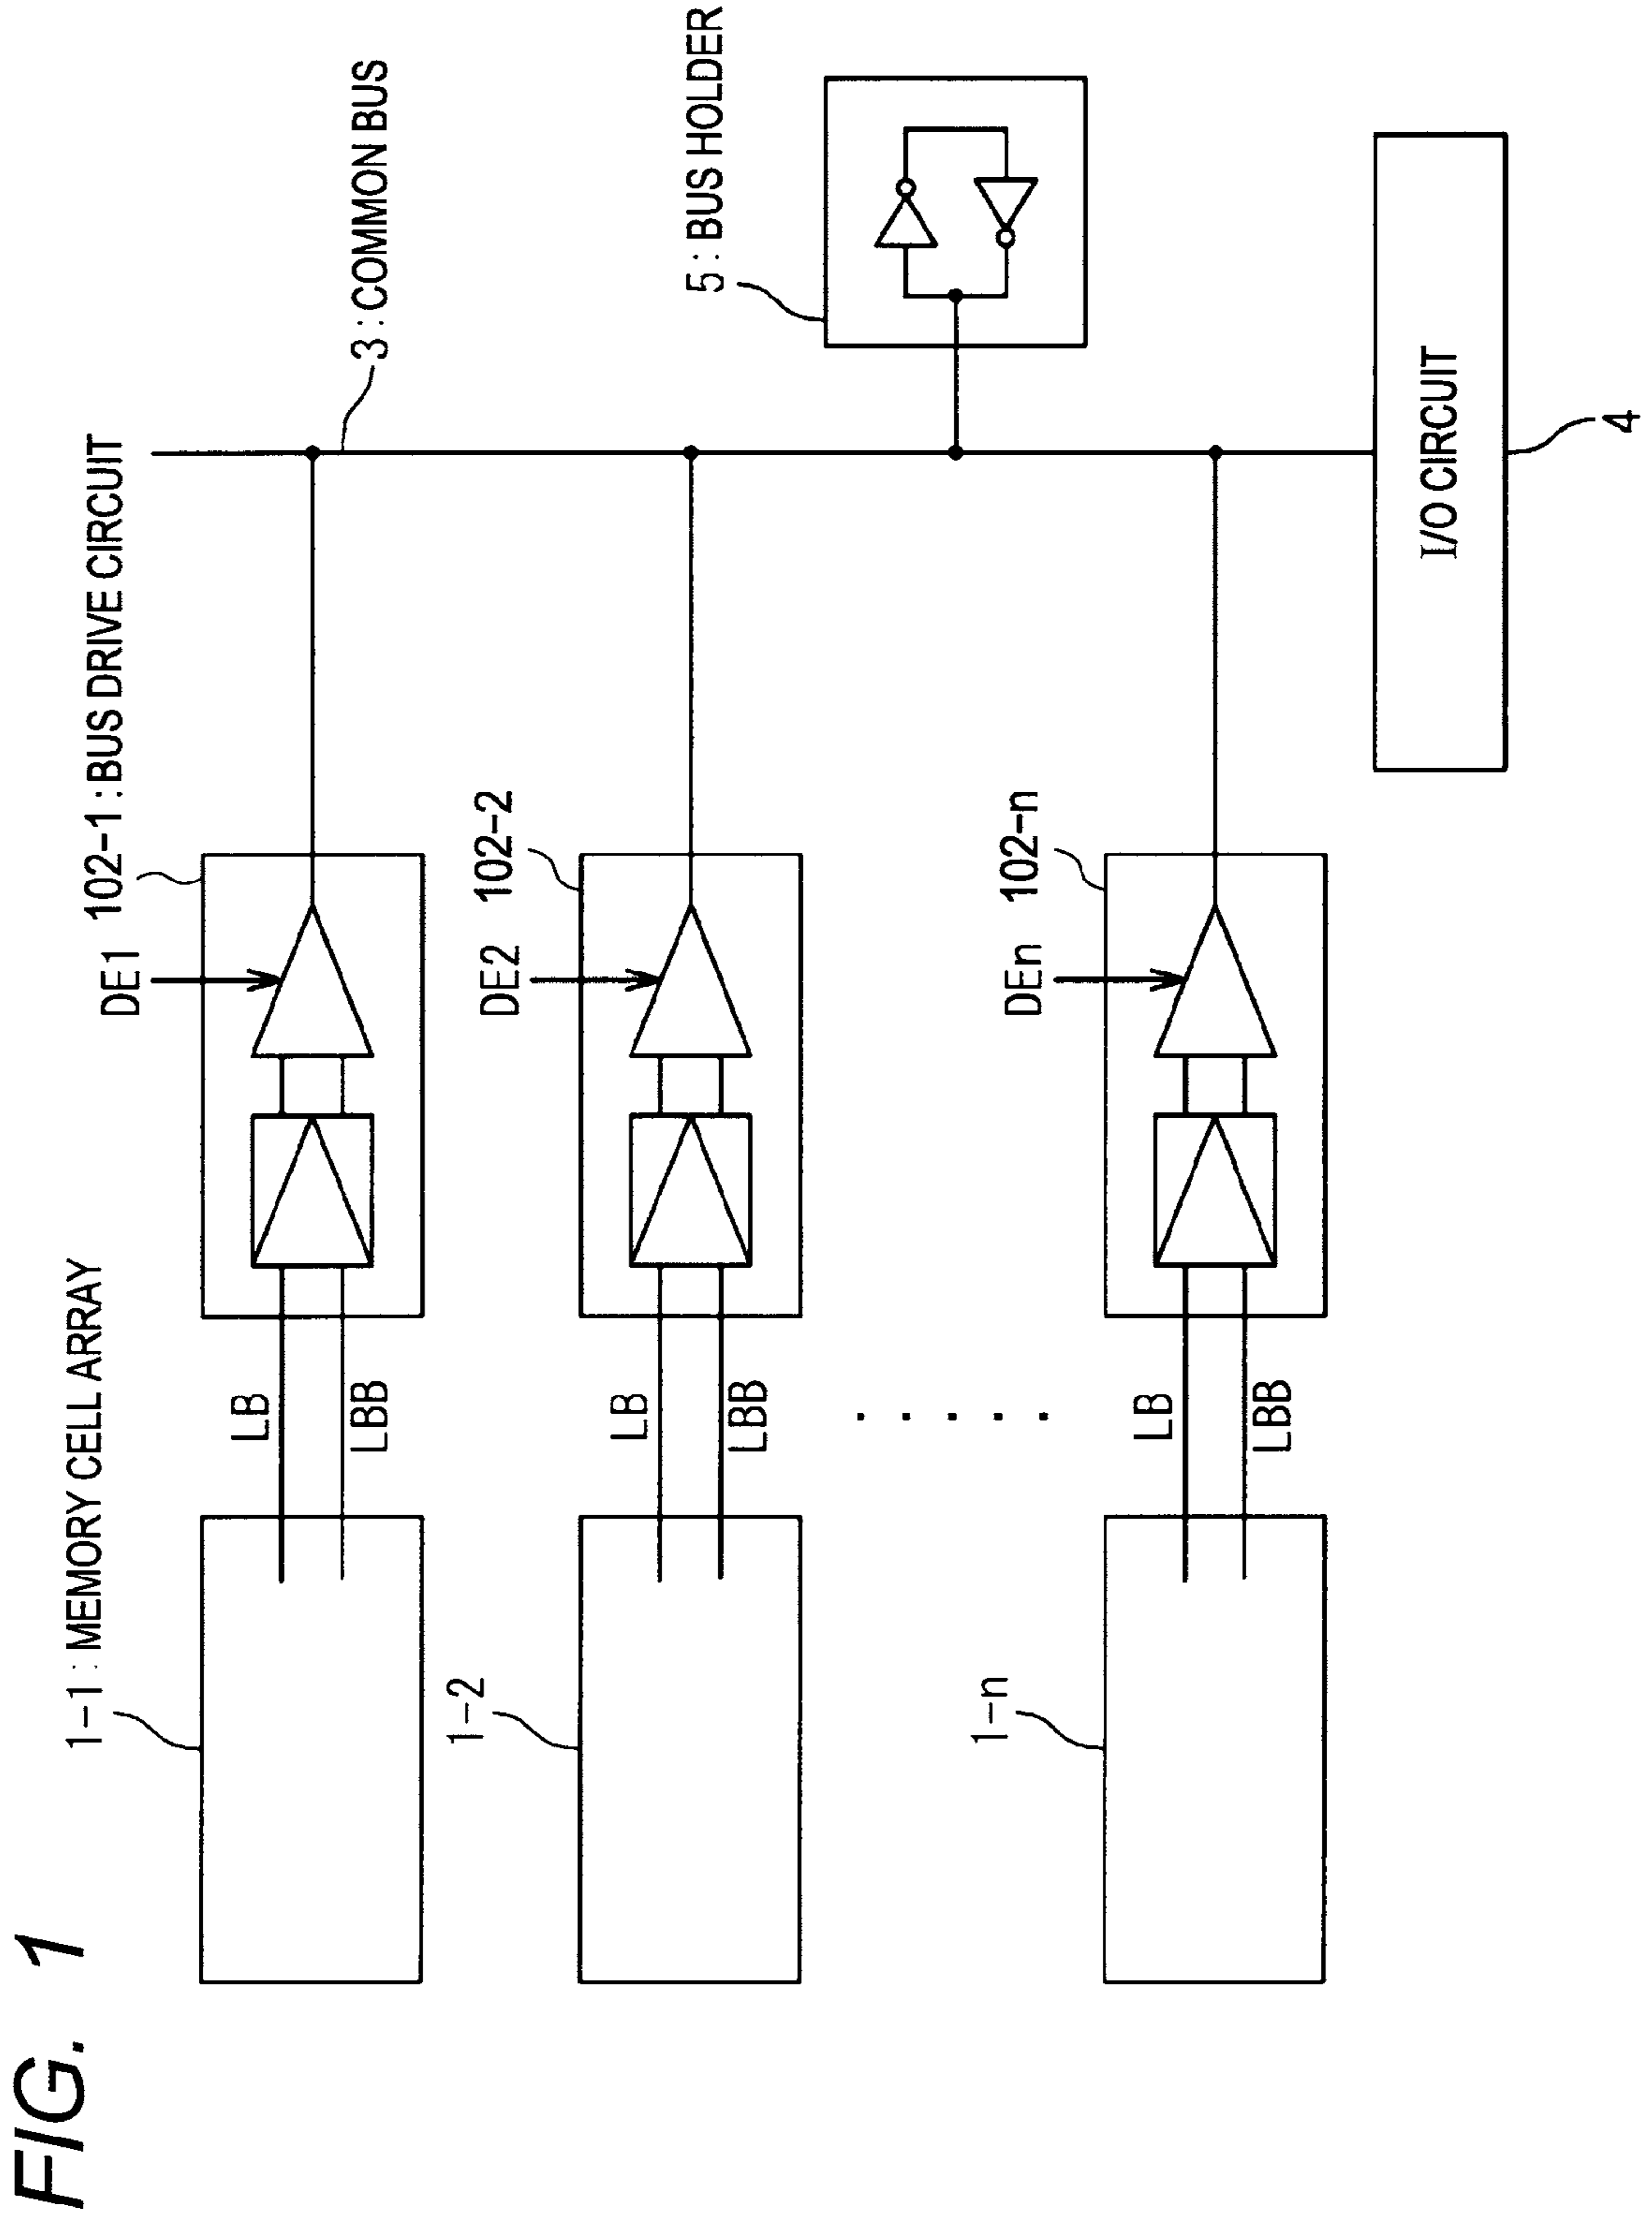 FIG. 1
1-1 : MEMORY CELL ARRAY
LB
LBB
DE1
102-1 : BUS DRIVE CIRCUIT
3 : COMMON BUS
1-2
LB
LBB
DE2
102-2
5 : BUS HOLDER
. . . . .
1-n
LB
LBB
DEn
102-n
I/O CIRCUIT
4